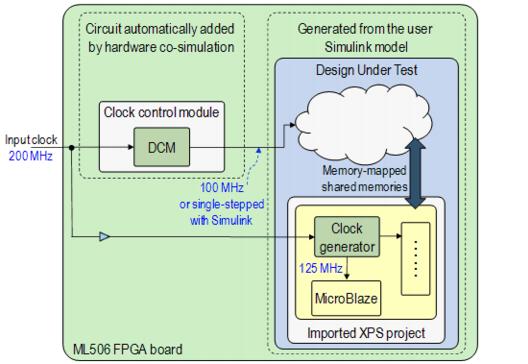 Circuit automatically added
by hardware co-simulation
Generated from the user
Simulink model
Design Under Test
Clock control module
DCM
Input clock
200 MHz
100 MHz
or single-stepped
with Simulink
Memory-mapped
shared memories
Clock
generator
125 MHz
MicroBlaze
Imported XPS project
ML506 FPGA board